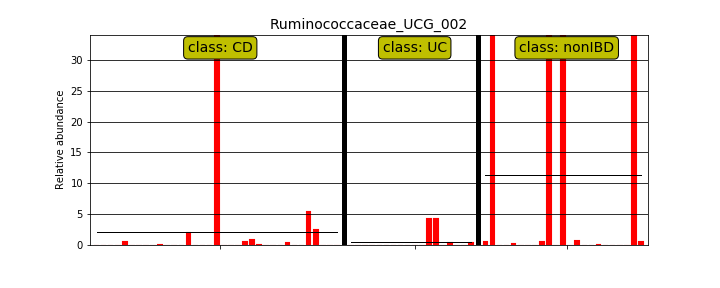 Ruminococcaceae_UCG_002
class: CD
class: UC
class: nonIBD
Relative abundance
30
25
20
15
10
5
0